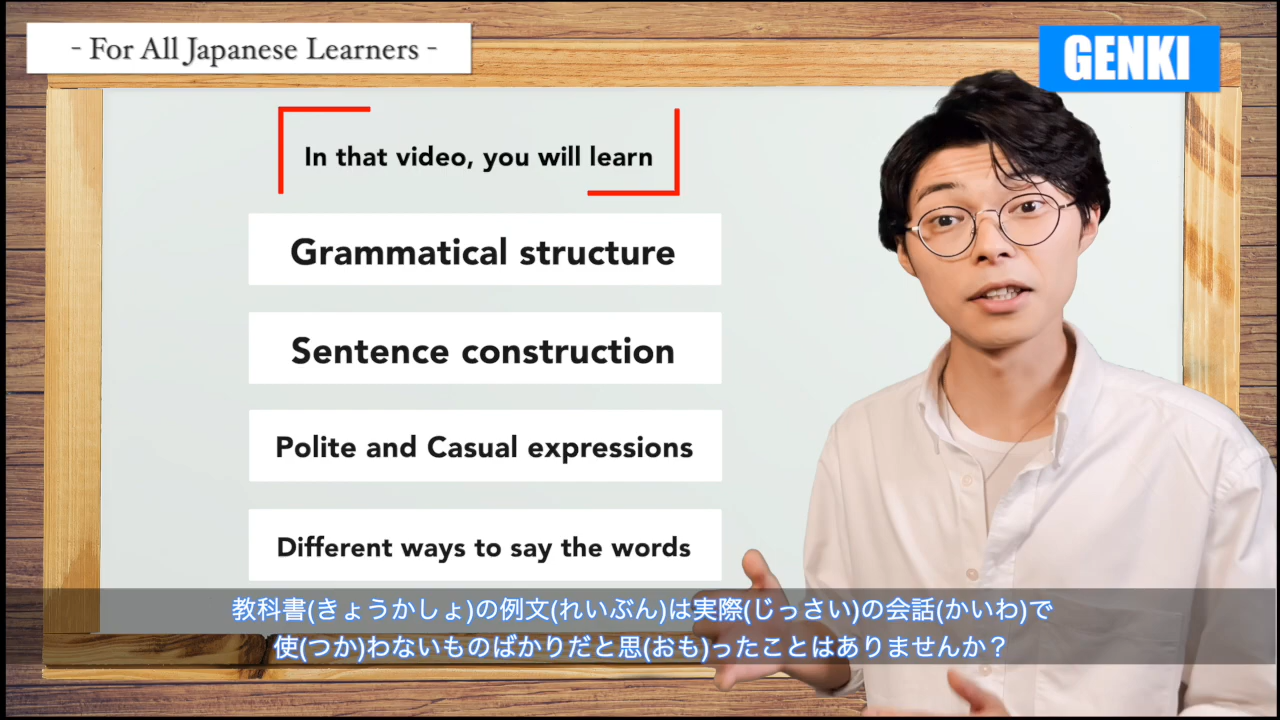 - For All Japanese Learners -
GENKI
In that video, you will learn
Grammatical structure
Sentence construction
Polite and Casual expressions
Different ways to say the words
教科書(きょうかしょ)の例文(れいぶん)は実際(じっさい)の会話(かいわ)で
使(つか)わないものばかりだと思(おも)ったことはありませんか？